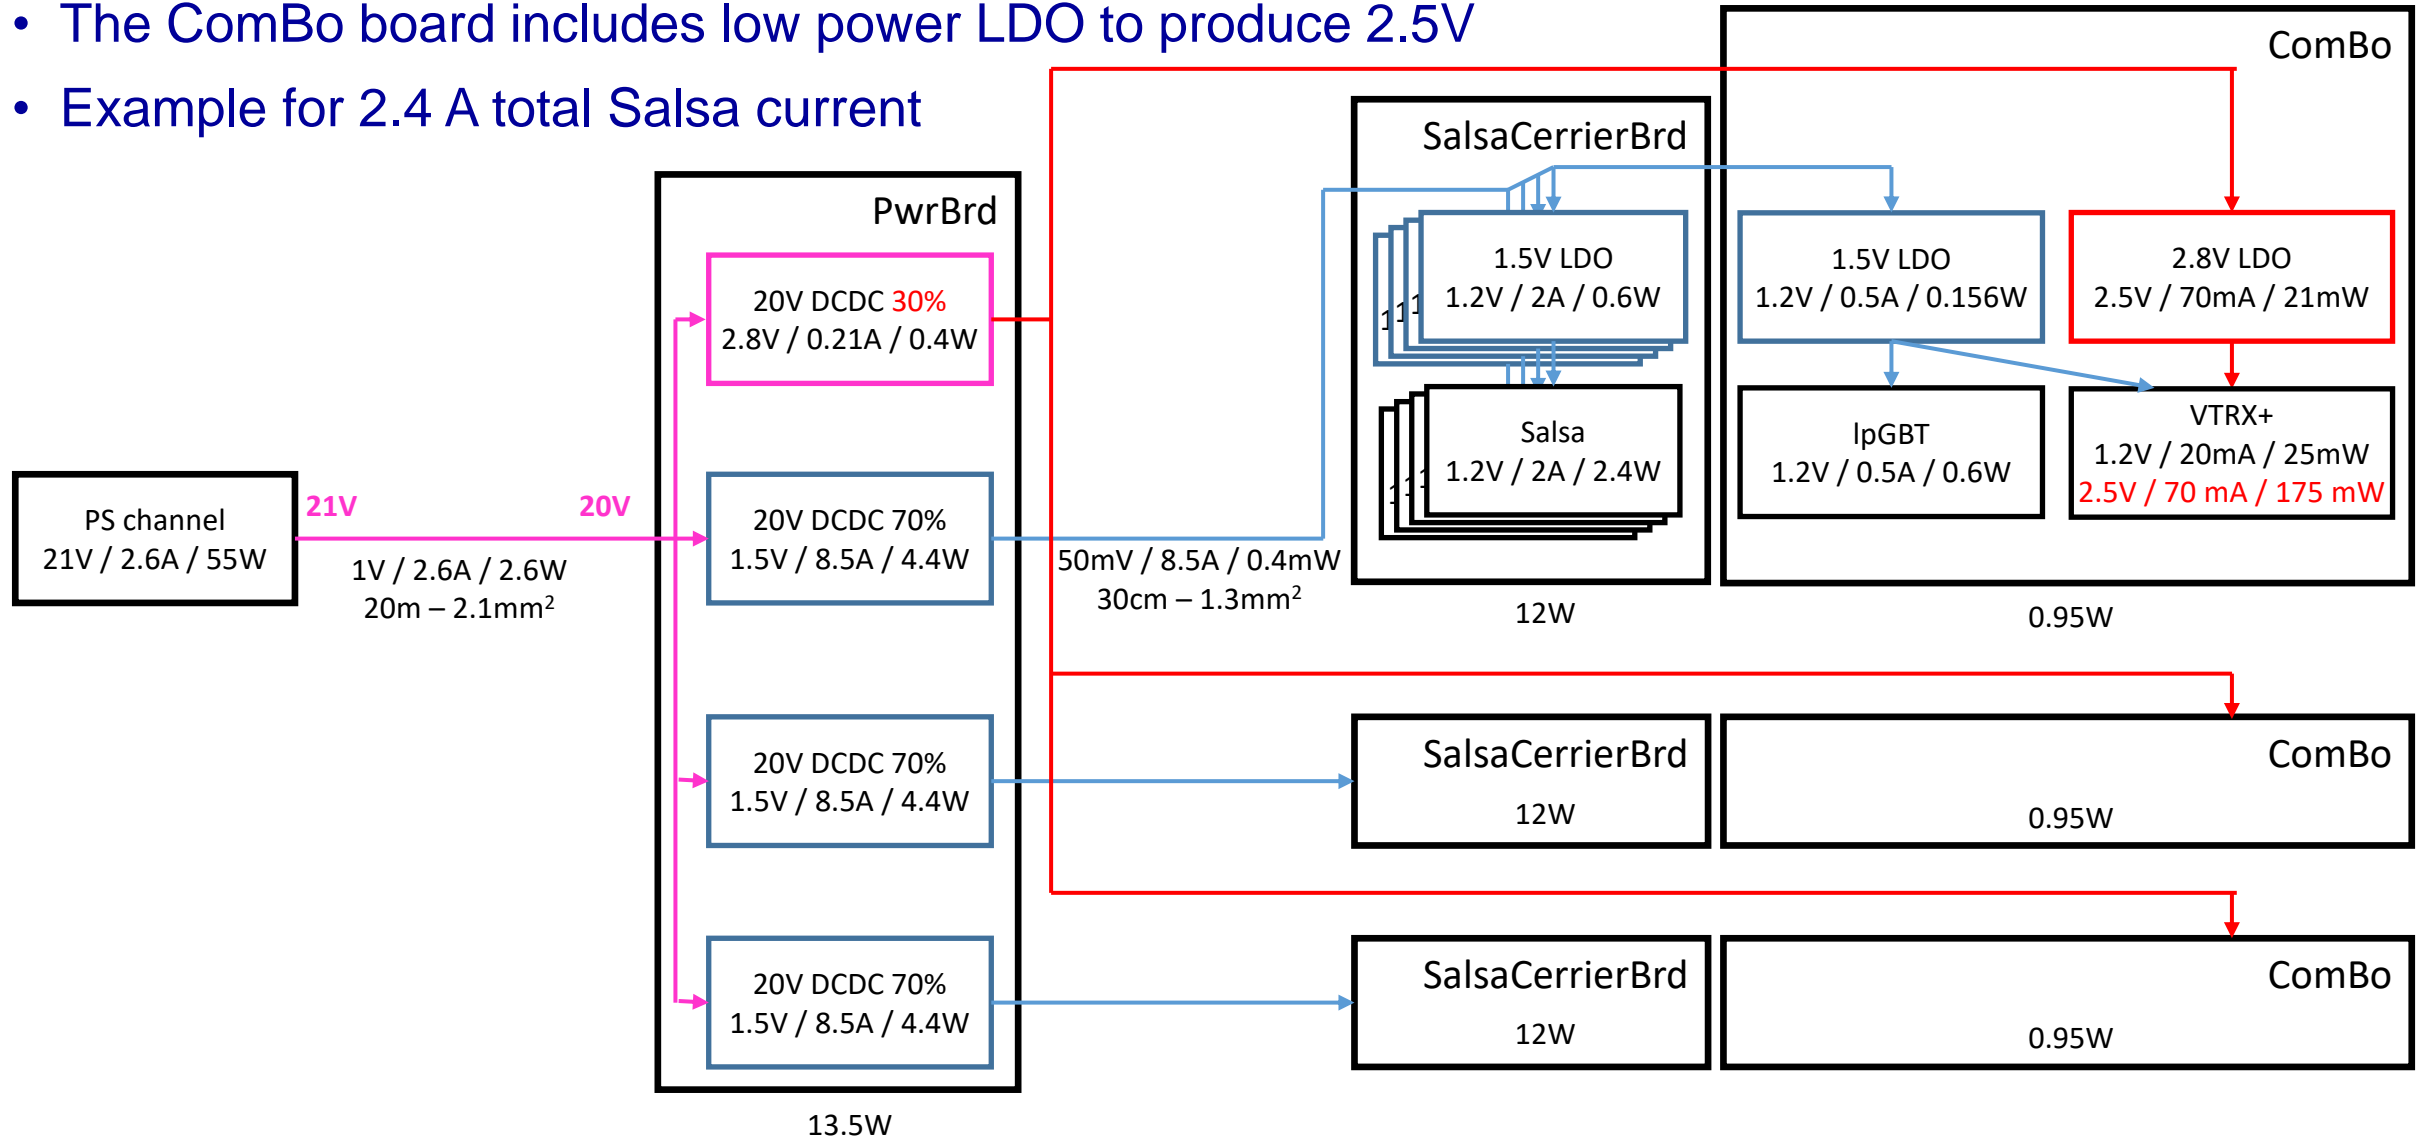 • The ComBo board includes low power LDO to produce 2.5V
• Example for 2.4 A total Salsa current
ComBo
SalsaCerrierBrd
PwrBrd
1.5V LDO
1.2V / 2A / 0.6W
1.5V LDO
1.2V / 0.5A / 0.156W
2.8V LDO
2.5V / 70mA / 21mW
20V DCDC 30%
2.8V / 0.21A / 0.4W
1
1
1
Salsa
1.2V / 2A / 2.4W
1
1
1
lpGBT
1.2V / 0.5A / 0.6W
VTRX+
1.2V / 20mA / 25mW
2.5V / 70 mA / 175 mW
PS channel
21V / 2.6A / 55W
21V
20V
1V / 2.6A / 2.6W
20m – 2.1mm²
20V DCDC 70%
1.5V / 8.5A / 4.4W
50mV / 8.5A / 0.4mW
30cm – 1.3mm²
12W
0.95W
20V DCDC 70%
1.5V / 8.5A / 4.4W
SalsaCerrierBrd
12W
ComBo
0.95W
20V DCDC 70%
1.5V / 8.5A / 4.4W
SalsaCerrierBrd
12W
ComBo
0.95W
13.5W